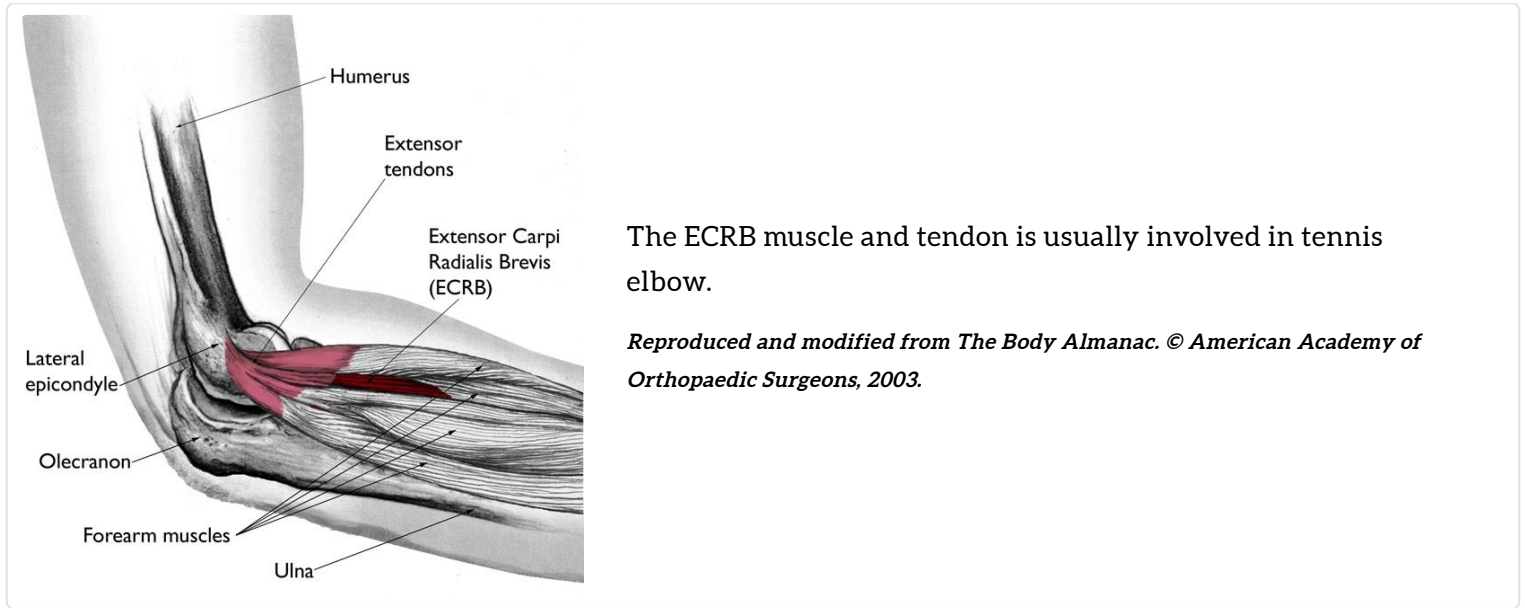 Humerus
Extensor
tendons
Extensor Carpi
Radialis Brevis
(ECRB)
Lateral
epicondyle
Olecranon
Forearm muscles
Ulna
The ECRB muscle and tendon is usually involved in tennis
elbow.
Reproduced and modified from The Body Almanac. © American Academy of
Orthopaedic Surgeons, 2003.